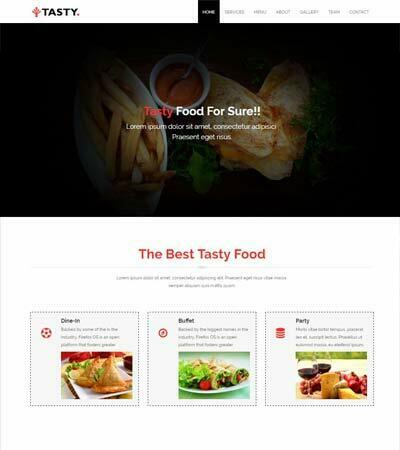 TASTY.
HOME SERVICES MENU ABOUT GALLERY TEAM CONTACT
Tasty Food For Sure!!
Lorem ipsum dolor sit amet, consectetur adipisici
Praesent eget risus.
The Best Tasty Food
Lorem ipsum dolor sit amet, consectetur adipiscing elit. Praesent
semper aliquam quis mattis quam.
Dine-In
Backed by some of the in the
industry, Firefox OS is an open
platform that fosters greater
Buffet
Backed by the biggest names in the
industry, Firefox OS is an open
platform that fosters greater
Party
Morbi vitae tortor tempus, placerat
leo et, suscipit lectus. Phasellus ut
euismod massa, eu eleifend ipsum.